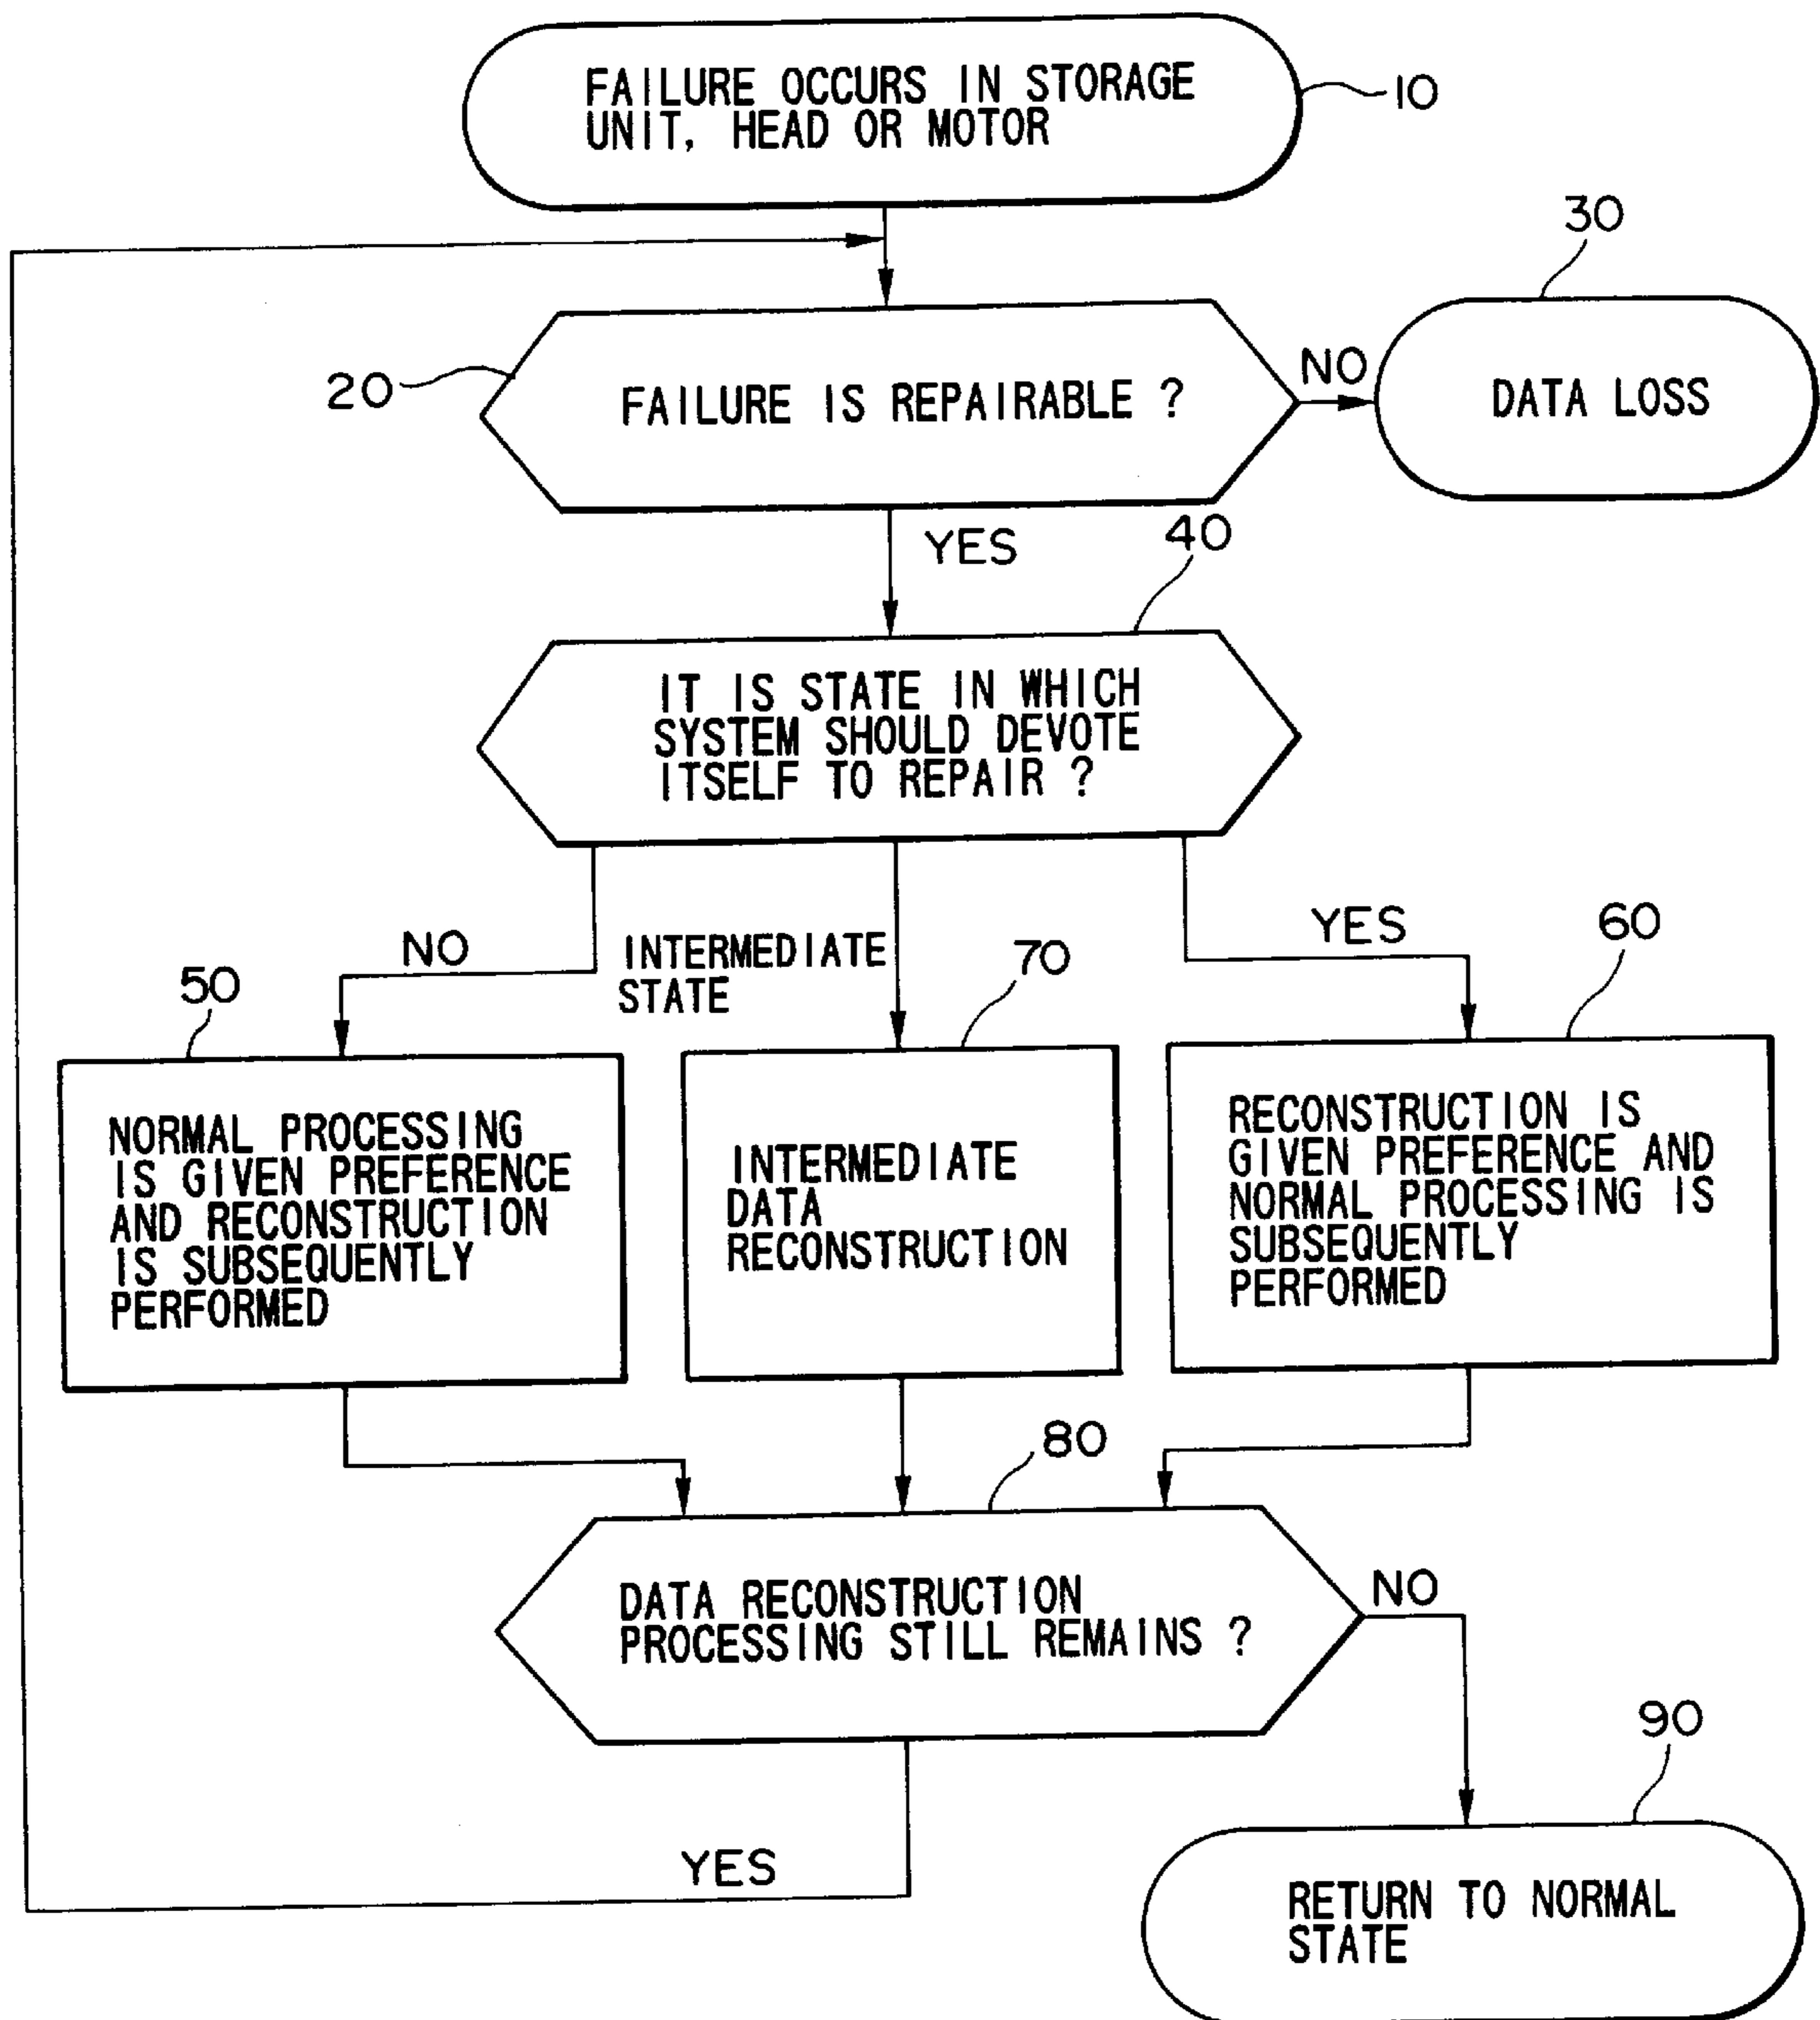 FAILURE OCCURS IN STORAGE
UNIT, HEAD OR MOTOR
10
30
20
FAILURE IS REPAIRABLE ?
NO
DATA LOSS
YES
40
IT IS STATE IN WHICH
SYSTEM SHOULD DEVOTE
ITSELF TO REPAIR ?
NO
INTERMEDIATE
STATE
YES
50
70
60
NORMAL PROCESSING
IS GIVEN PREFERENCE
AND RECONSTRUCTION
IS SUBSEQUENTLY
PERFORMED
INTERMEDIATE
DATA
RECONSTRUCTION
RECONSTRUCTION IS
GIVEN PREFERENCE AND
NORMAL PROCESSING IS
SUBSEQUENTLY
PERFORMED
80
DATA RECONSTRUCTION
PROCESSING STILL REMAINS ?
NO
YES
90
RETURN TO NORMAL
STATE